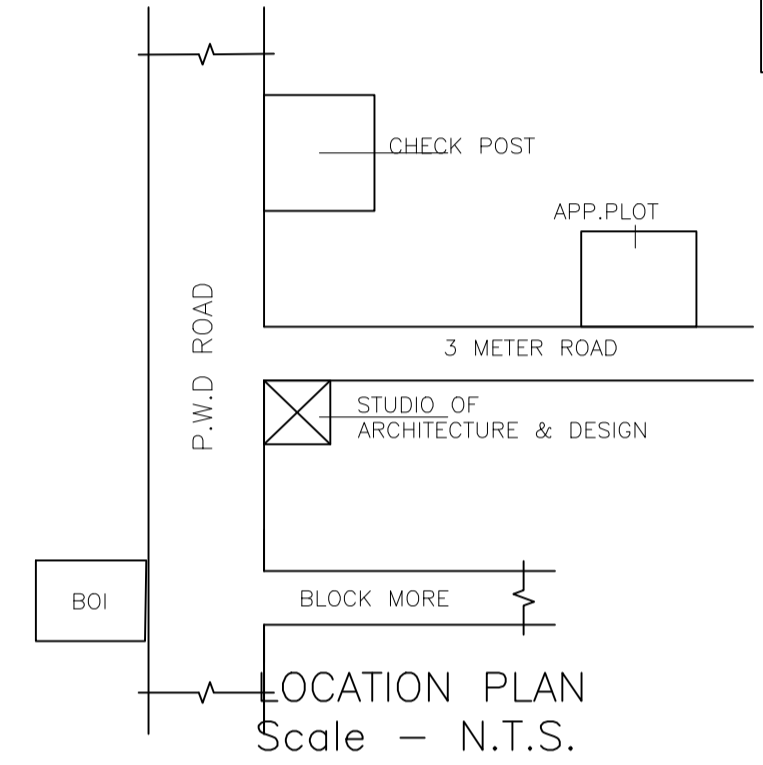 CHECK POST
APP.PLOT
P.W.D ROAD
3 METER ROAD
STUDIO OF
ARCHITECTURE & DESIGN
BOI
BLOCK MORE
LOCATION PLAN
Scale - N.T.S.